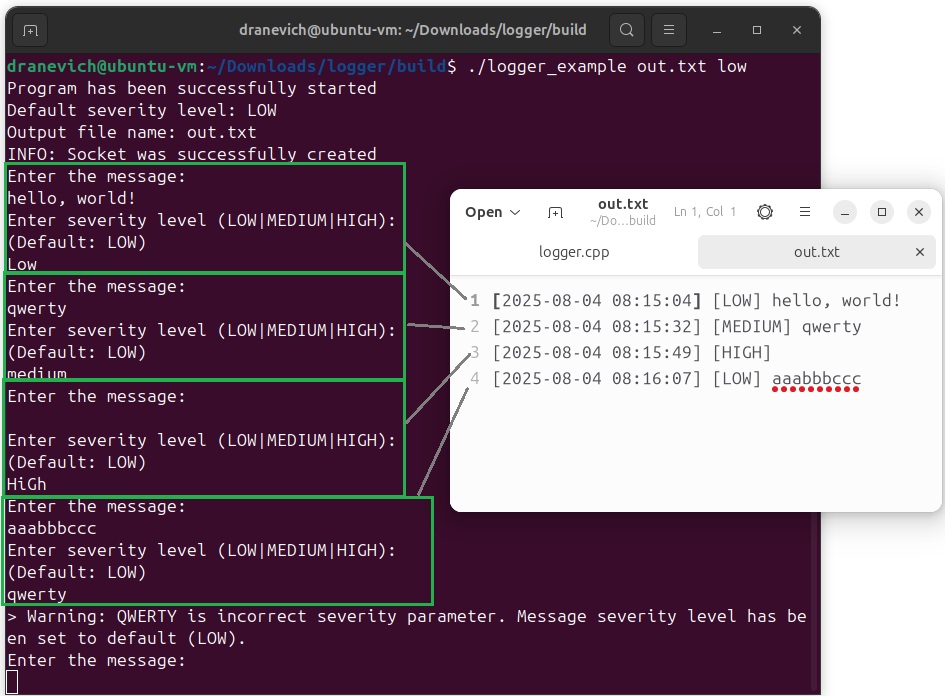 dranevich@ubuntu-vm: ~/Downloads/logger/build
dranevich@ubuntu-vm:~/Downloads/logger/build$ ./logger_example out.txt low
Program has been successfully started
Default severity level: LOW
Output file name: out.txt
INFO: Socket was successfully created
Enter the message:
hello, world!
Enter severity level (LOW|MEDIUM|HIGH):
(Default: LOW)
Low
Enter the message:
qwerty
Enter severity level (LOW|MEDIUM|HIGH):
(Default: LOW)
medium
Enter the message:
Enter severity level (LOW|MEDIUM|HIGH):
(Default: LOW)
HiGh
Enter the message:
aaabbbccc
Enter severity level (LOW|MEDIUM|HIGH):
(Default: LOW)
qwerty
> Warning: QWERTY is incorrect severity parameter. Message severity level has be
en set to default (LOW).
Enter the message:
Open
out.txt
~/Do...build
Ln 1, Col 1
logger.cpp
out.txt
1 [2025-08-04 08:15:04] [LOW] hello, world!
2 [2025-08-04 08:15:32] [MEDIUM] qwerty
3 [2025-08-04 08:15:49] [HIGH]
4 [2025-08-04 08:16:07] [LOW] aaabbbccc